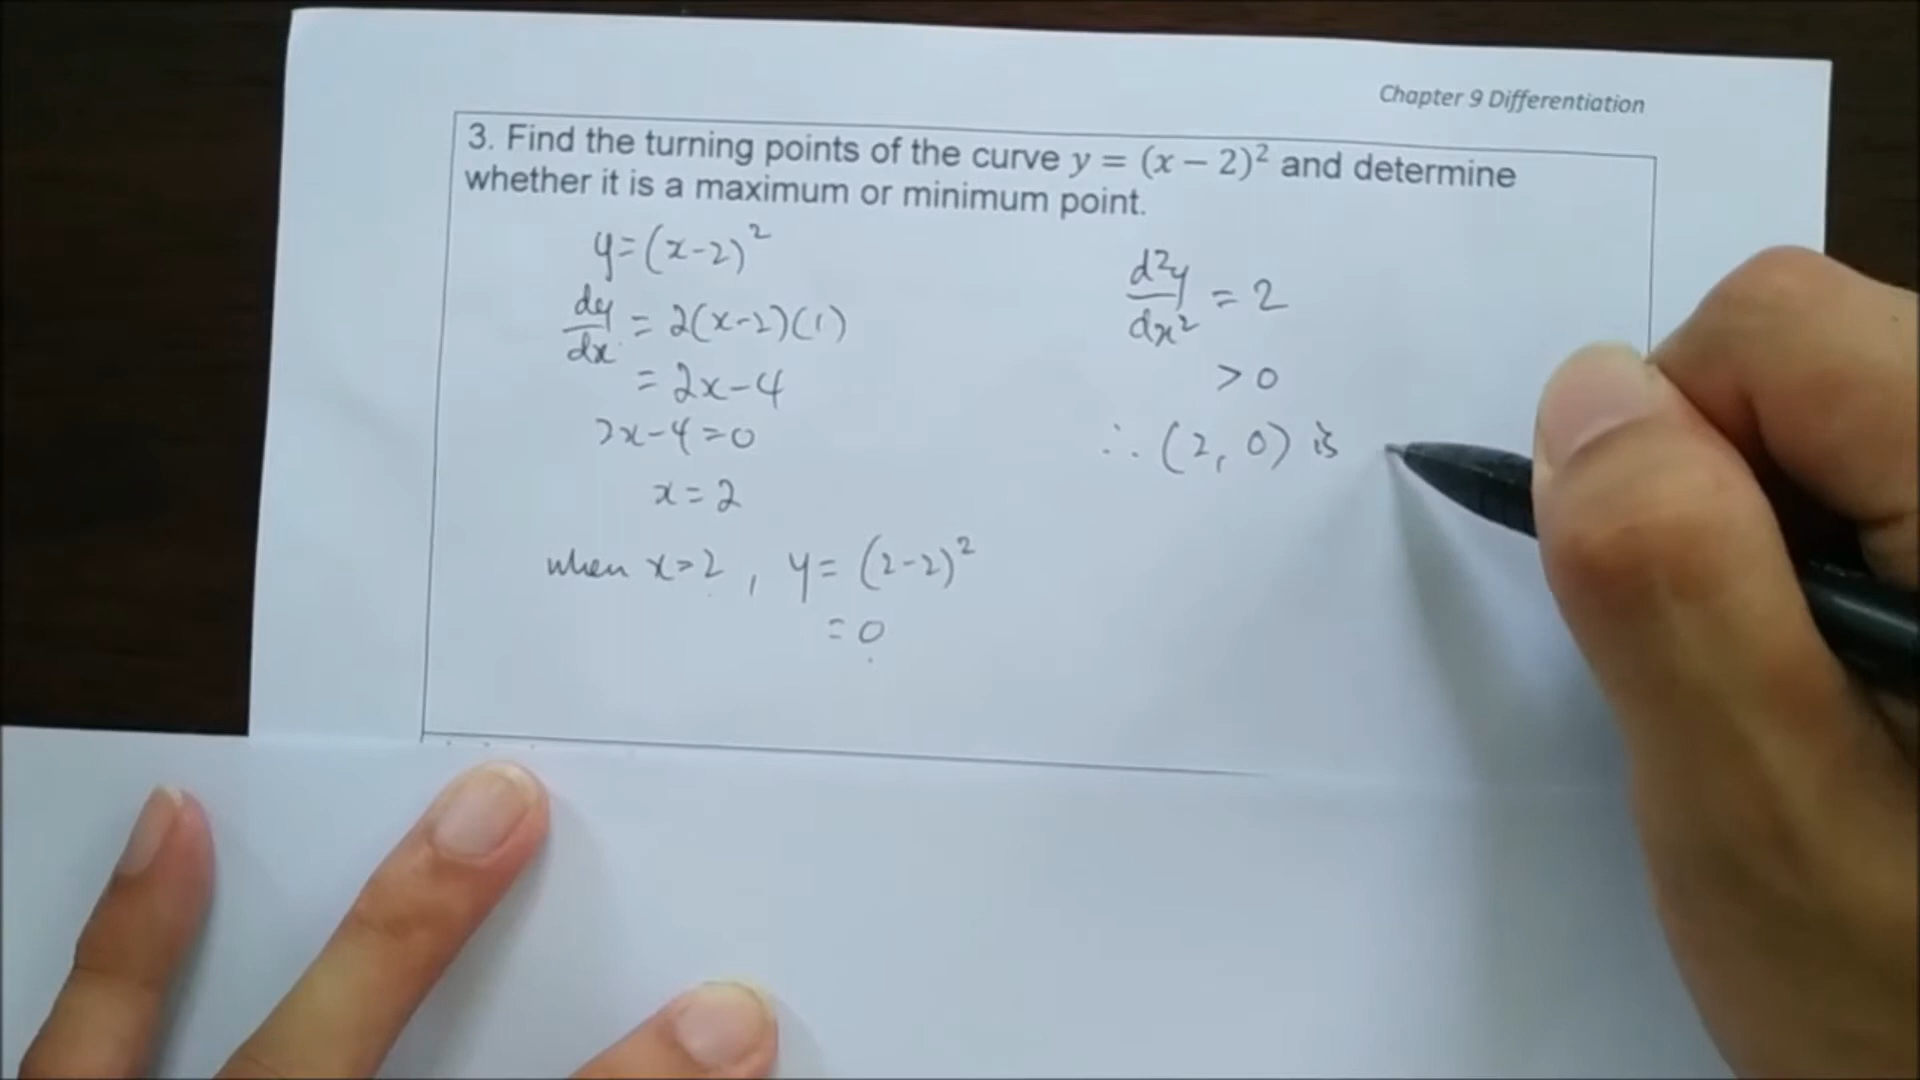 Chapter 9 Differentiation
3. Find the turning points of the curve y = (x − 2)² and determine
whether it is a maximum or minimum point.
y = (x-2)²
dy/dx = 2(x-2)(1)
= 2x-4
2x-4=0
x = 2
when x=2, y = (2-2)²
= 0
d²y/dx² = 2
> 0
∴ (2, 0) is